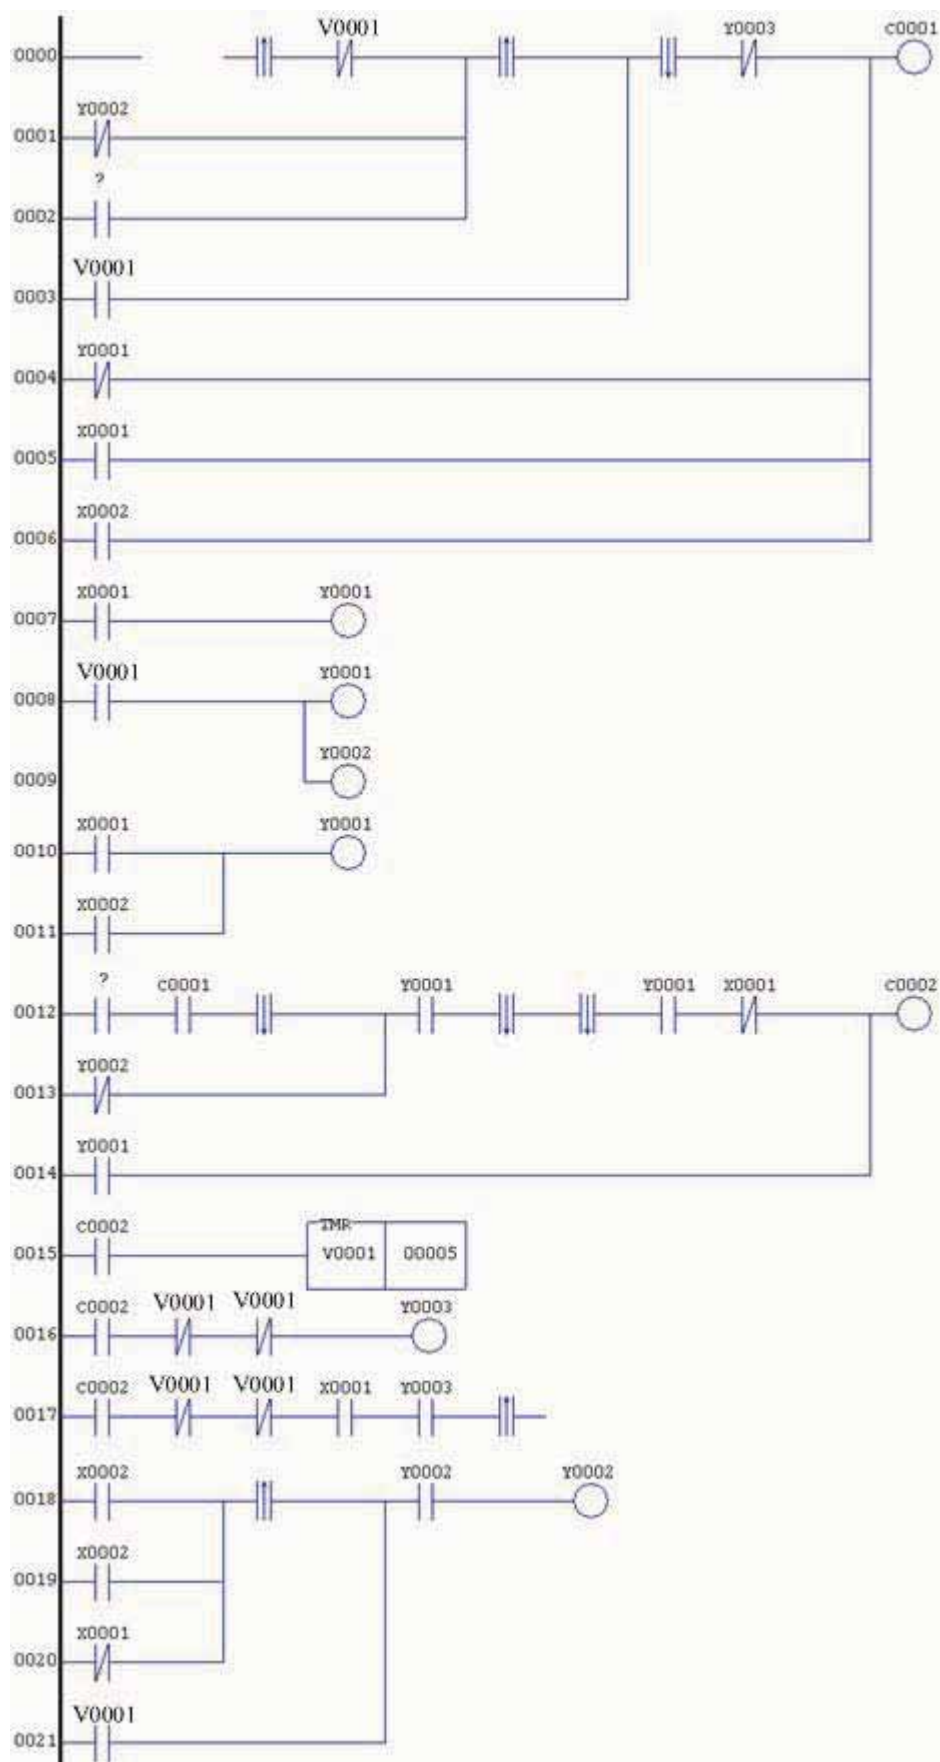 V0001 Y0003 C0001
0000
Y0002
0001
?
0002
V0001
0003
Y0001
0004
X0001
0005
X0002
0006
X0001 Y0001
0007
V0001 Y0001
0008
Y0002
0009
X0001 Y0001
0010
X0002
0011
? C0001 Y0001 Y0001 X0001 C0002
0012
Y0002
0013
Y0001
0014
C0002 TMR
0015 V0001 00005
C0002 V0001 V0001 Y0003
0016
C0002 V0001 V0001 X0001 Y0003
0017
X0002 Y0002 Y0002
0018
X0002
0019
X0001
0020
V0001
0021